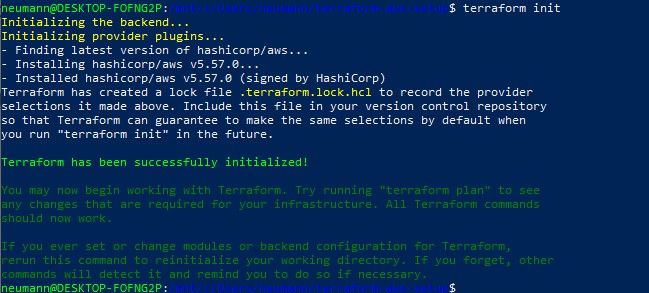 neumann@DESKTOP-FOFNG2P:/mnt/c/Users/neumann/terraform-aws-setup$ terraform init
Initializing the backend...
Initializing provider plugins...
- Finding latest version of hashicorp/aws...
- Installing hashicorp/aws v5.57.0...
- Installed hashicorp/aws v5.57.0 (signed by HashiCorp)
Terraform has created a lock file .terraform.lock.hcl to record the provider
selections it made above. Include this file in your version control repository
so that Terraform can guarantee to make the same selections by default when
you run "terraform init" in the future.
Terraform has been successfully initialized!
You may now begin working with Terraform. Try running "terraform plan" to see
any changes that are required for your infrastructure. All Terraform commands
should now work.
If you ever set or change modules or backend configuration for Terraform,
rerun this command to reinitialize your working directory. If you forget, other
commands will detect it and remind you to do so if necessary.
neumann@DESKTOP-FOFNG2P:/mnt/c/Users/neumann/terraform-aws-setup$